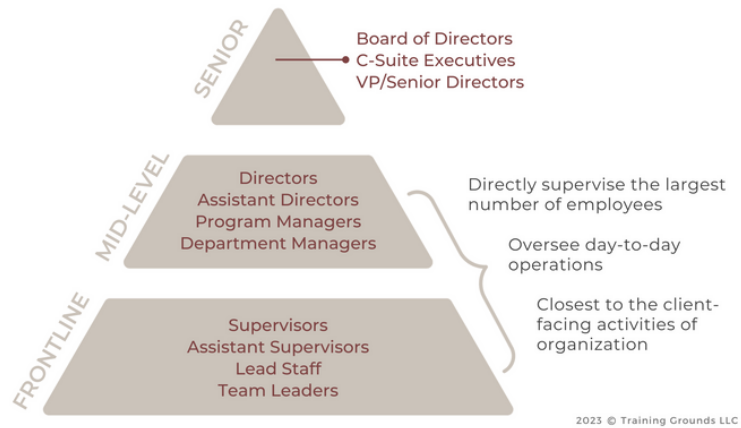 SENIOR
Board of Directors
C-Suite Executives
VP/Senior Directors
MID-LEVEL
Directors
Assistant Directors
Program Managers
Department Managers
Directly supervise the largest
number of employees
Oversee day-to-day
operations
Closest to the client-
facing activities of
organization
FRONTLINE
Supervisors
Assistant Supervisors
Lead Staff
Team Leaders
2023 © Training Grounds LLC